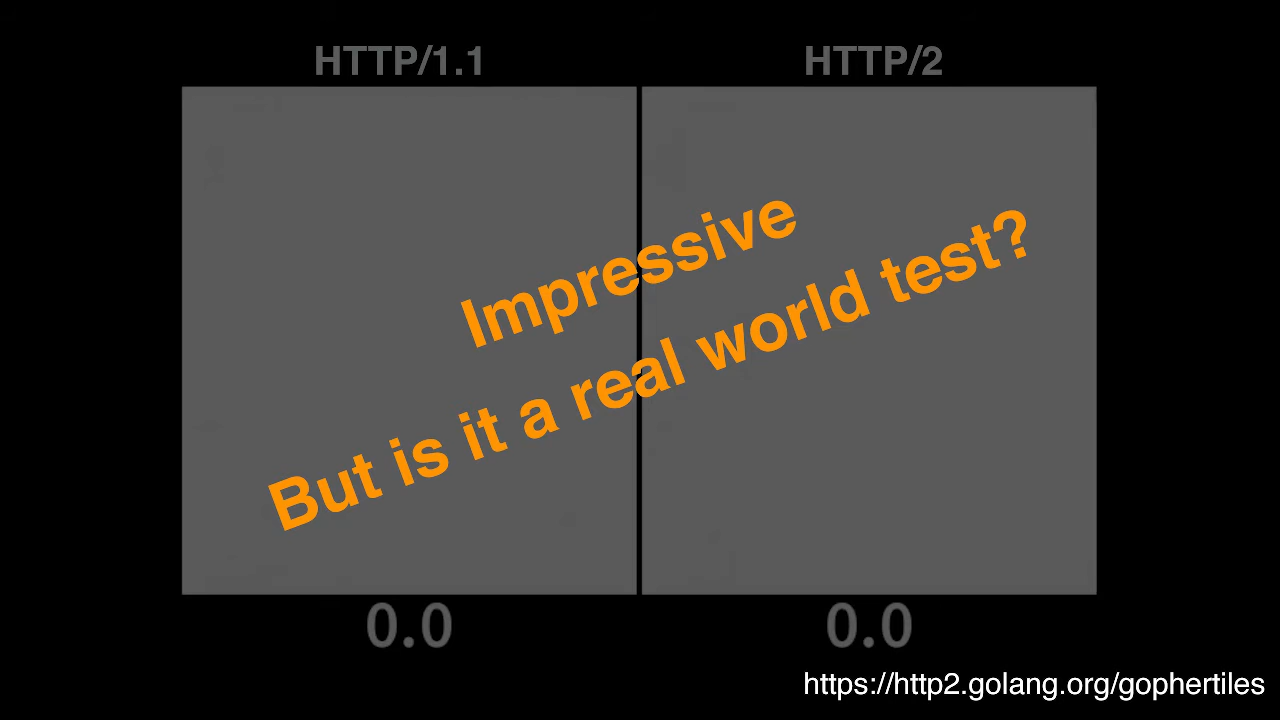 HTTP/1.1
HTTP/2
Impressive
But is it a real world test?
0.0
0.0
https://http2.golang.org/gophertiles